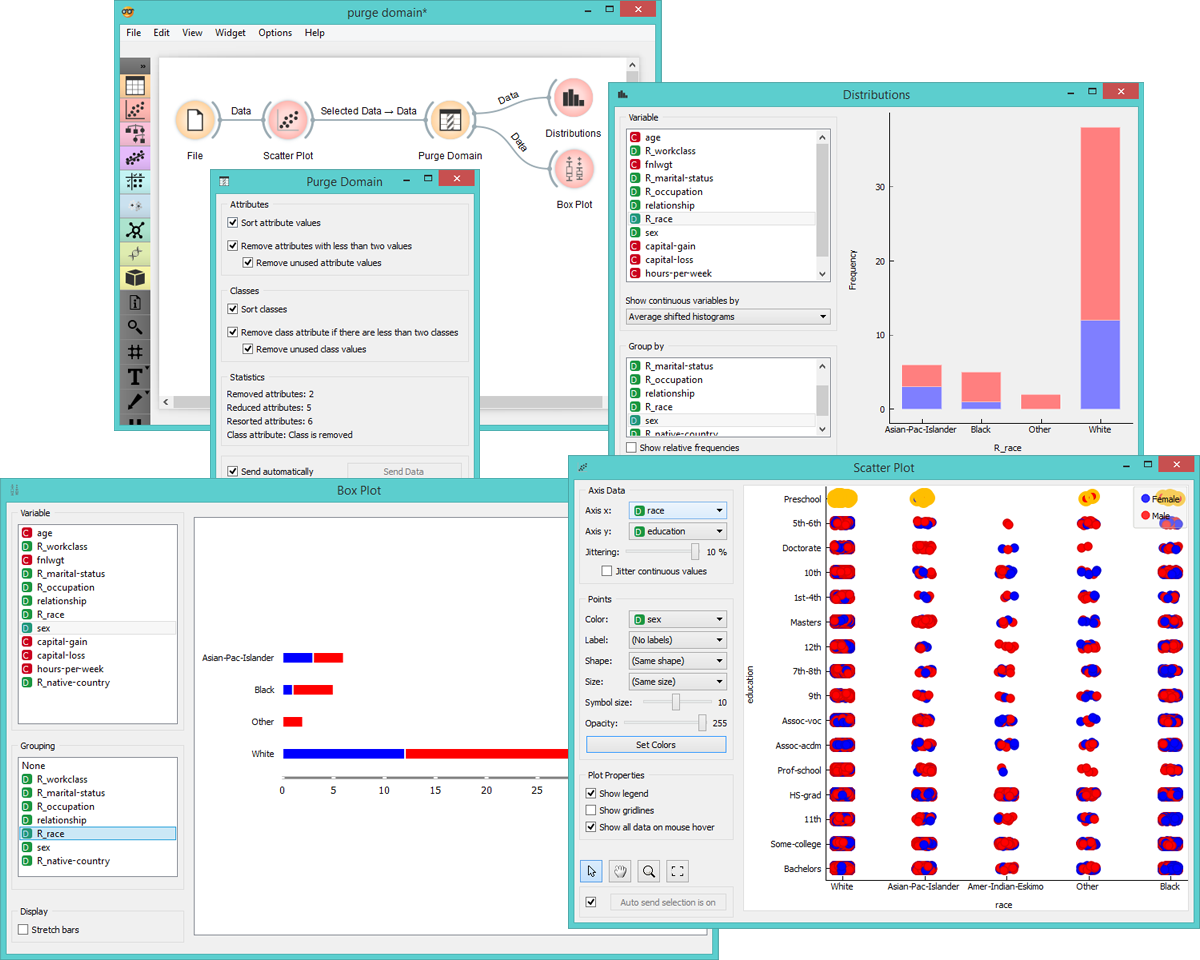 purge domain*
File Edit View Widget Options Help
»
Data
Selected Data → Data
Data
Data
File
Scatter Plot
Purge Domain
Distributions
Box Plot
Purge Domain
Attributes
Sort attribute values
Remove attributes with less than two values
Remove unused attribute values
Classes
Sort classes
Remove class attribute if there are less than two classes
Remove unused class values
Statistics
Removed attributes: 2
Reduced attributes: 5
Resorted attributes: 6
Class attribute: Class is removed
Send automatically
Send Data
Distributions
Variable
C age
D R_workclass
C fnlwgt
D R_marital-status
D R_occupation
D relationship
D R_race
D sex
C capital-gain
C capital-loss
C hours-per-week
Show continuous variables by
Average shifted histograms
Group by
D R_marital-status
D R_occupation
D relationship
D R_race
D sex
D R_native-country
Show relative frequencies
Frequency
30
20
10
0
Asian-Pac-Islander Black Other White
R_race
Box Plot
Variable
C age
D R_workclass
C fnlwgt
D R_marital-status
D R_occupation
D relationship
D R_race
D sex
C capital-gain
C capital-loss
C hours-per-week
D R_native-country
Grouping
None
D R_workclass
D R_marital-status
D R_occupation
D relationship
D R_race
D sex
D R_native-country
Display
Stretch bars
Asian-Pac-Islander
Black
Other
White
0 5 10 15 20 25
Scatter Plot
Axis Data
Axis x: D race
Axis y: D education
Jittering: 10 %
Jitter continuous values
Points
Color: D sex
Label: (No labels)
Shape: (Same shape)
Size: (Same size)
Symbol size: 10
Opacity: 255
Set Colors
Plot Properties
Show legend
Show gridlines
Show all data on mouse hover
Auto send selection is on
education
Preschool
5th-6th
Doctorate
10th
1st-4th
Masters
12th
7th-8th
9th
Assoc-voc
Assoc-acdm
Prof-school
HS-grad
11th
Some-college
Bachelors
Female
Male
White Asian-Pac-Islander Amer-Indian-Eskimo Other Black
race